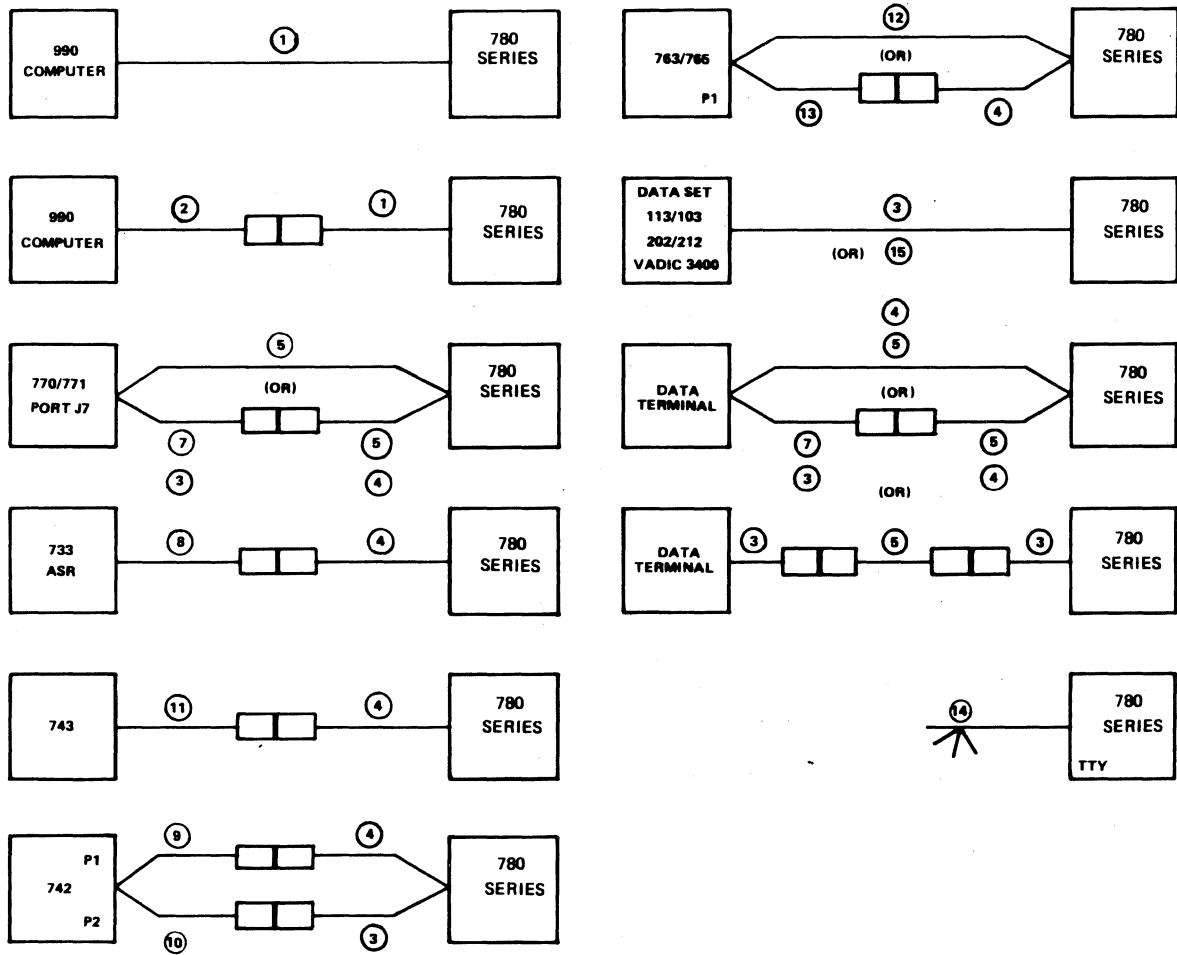 990
COMPUTER
1
780
SERIES
990
COMPUTER
2
1
780
SERIES
770/771
PORT J7
5
(OR)
7
3
5
4
780
SERIES
733
ASR
8
4
780
SERIES
743
11
4
780
SERIES
P1
742
P2
9
4
10
3
780
SERIES
763/765
P1
12
(OR)
13
4
780
SERIES
DATA SET
113/103
202/212
VADIC 3400
3
(OR) 15
780
SERIES
DATA
TERMINAL
4
5
(OR)
7
3
5
4
780
SERIES
(OR)
DATA
TERMINAL
3
5
3
780
SERIES
14
780
SERIES
TTY